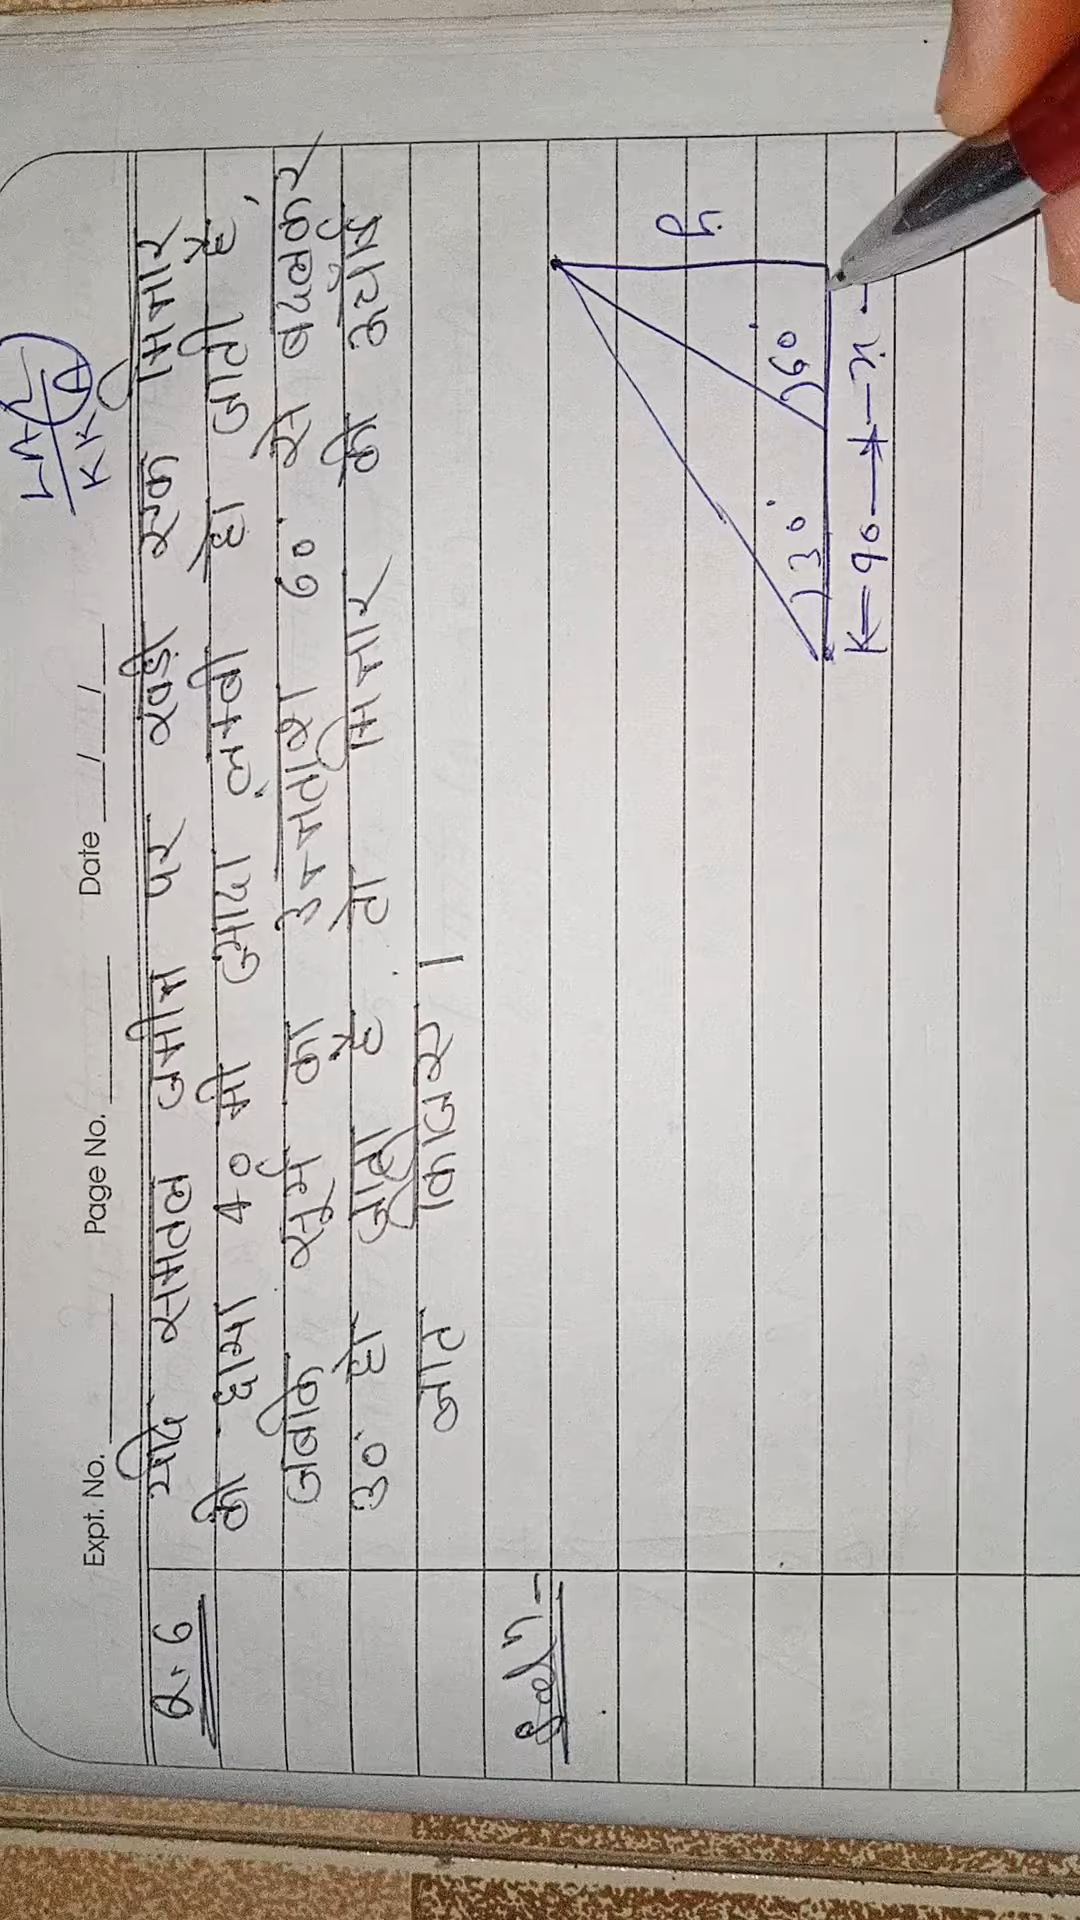 Expt. No. Page No. Date
Q.6 यदि समतल जमीन पर खड़ी एक मिनार
की छाया 40 मी ज्यादा लंम्बी हो जाती है,
जबकि सूर्य का उन्नतांश 60° से बदलकर
30° हो जाता है तो मिनार की उंचाई
ज्ञात किजिए ।
Soln-
h
30° 60°
40 x